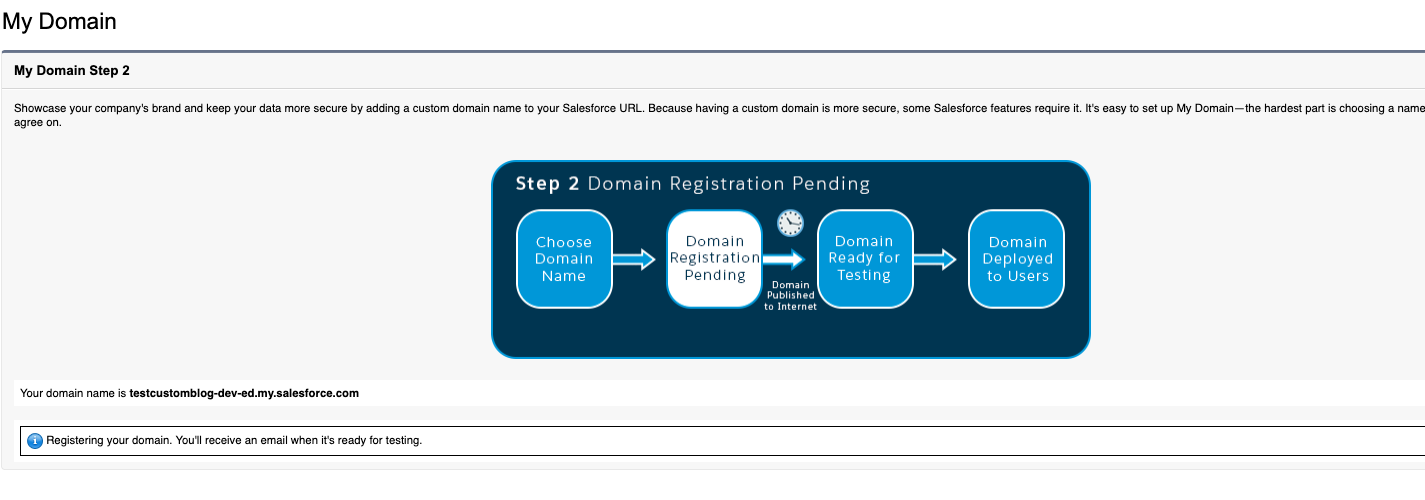 My Domain
My Domain Step 2
Showcase your company's brand and keep your data more secure by adding a custom domain name to your Salesforce URL. Because having a custom domain is more secure, some Salesforce features require it. It's easy to set up My Domain—the hardest part is choosing a name
agree on.
Step 2 Domain Registration Pending
Choose
Domain
Name
Domain
Registration
Pending
Domain
Published
to Internet
Domain
Ready for
Testing
Domain
Deployed
to Users
Your domain name is testcustomblog-dev-ed.my.salesforce.com
Registering your domain. You'll receive an email when it's ready for testing.